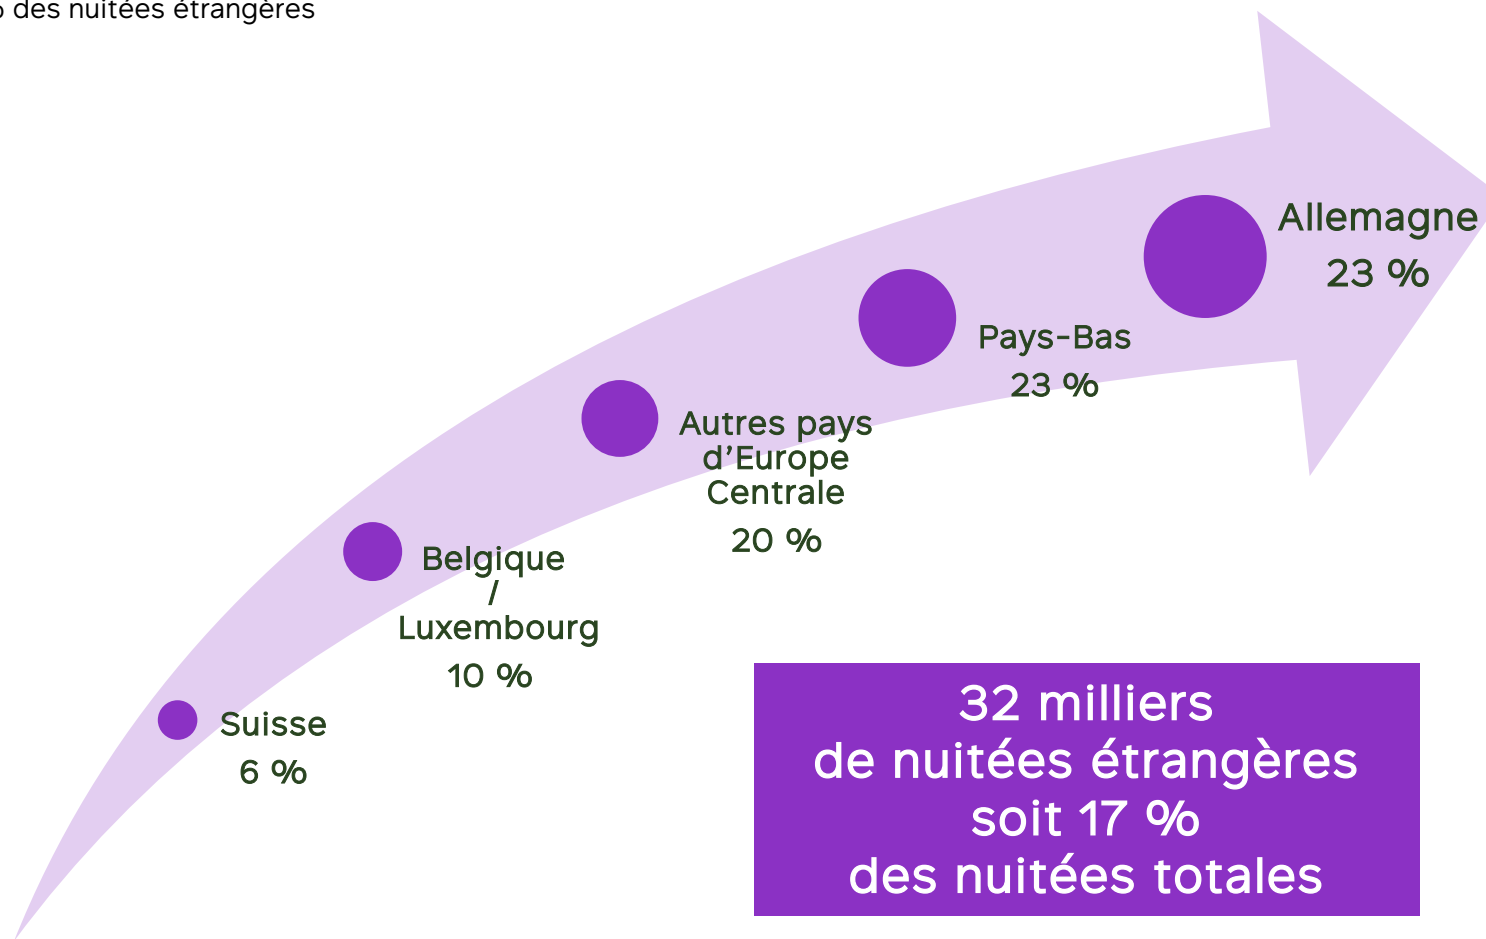 % des nuitées étrangères
Allemagne
23 %
Pays-Bas
23 %
Autres pays
d’Europe
Centrale
20 %
Belgique
/
Luxembourg
10 %
Suisse
6 %
32 milliers
de nuitées étrangères
soit 17 %
des nuitées totales